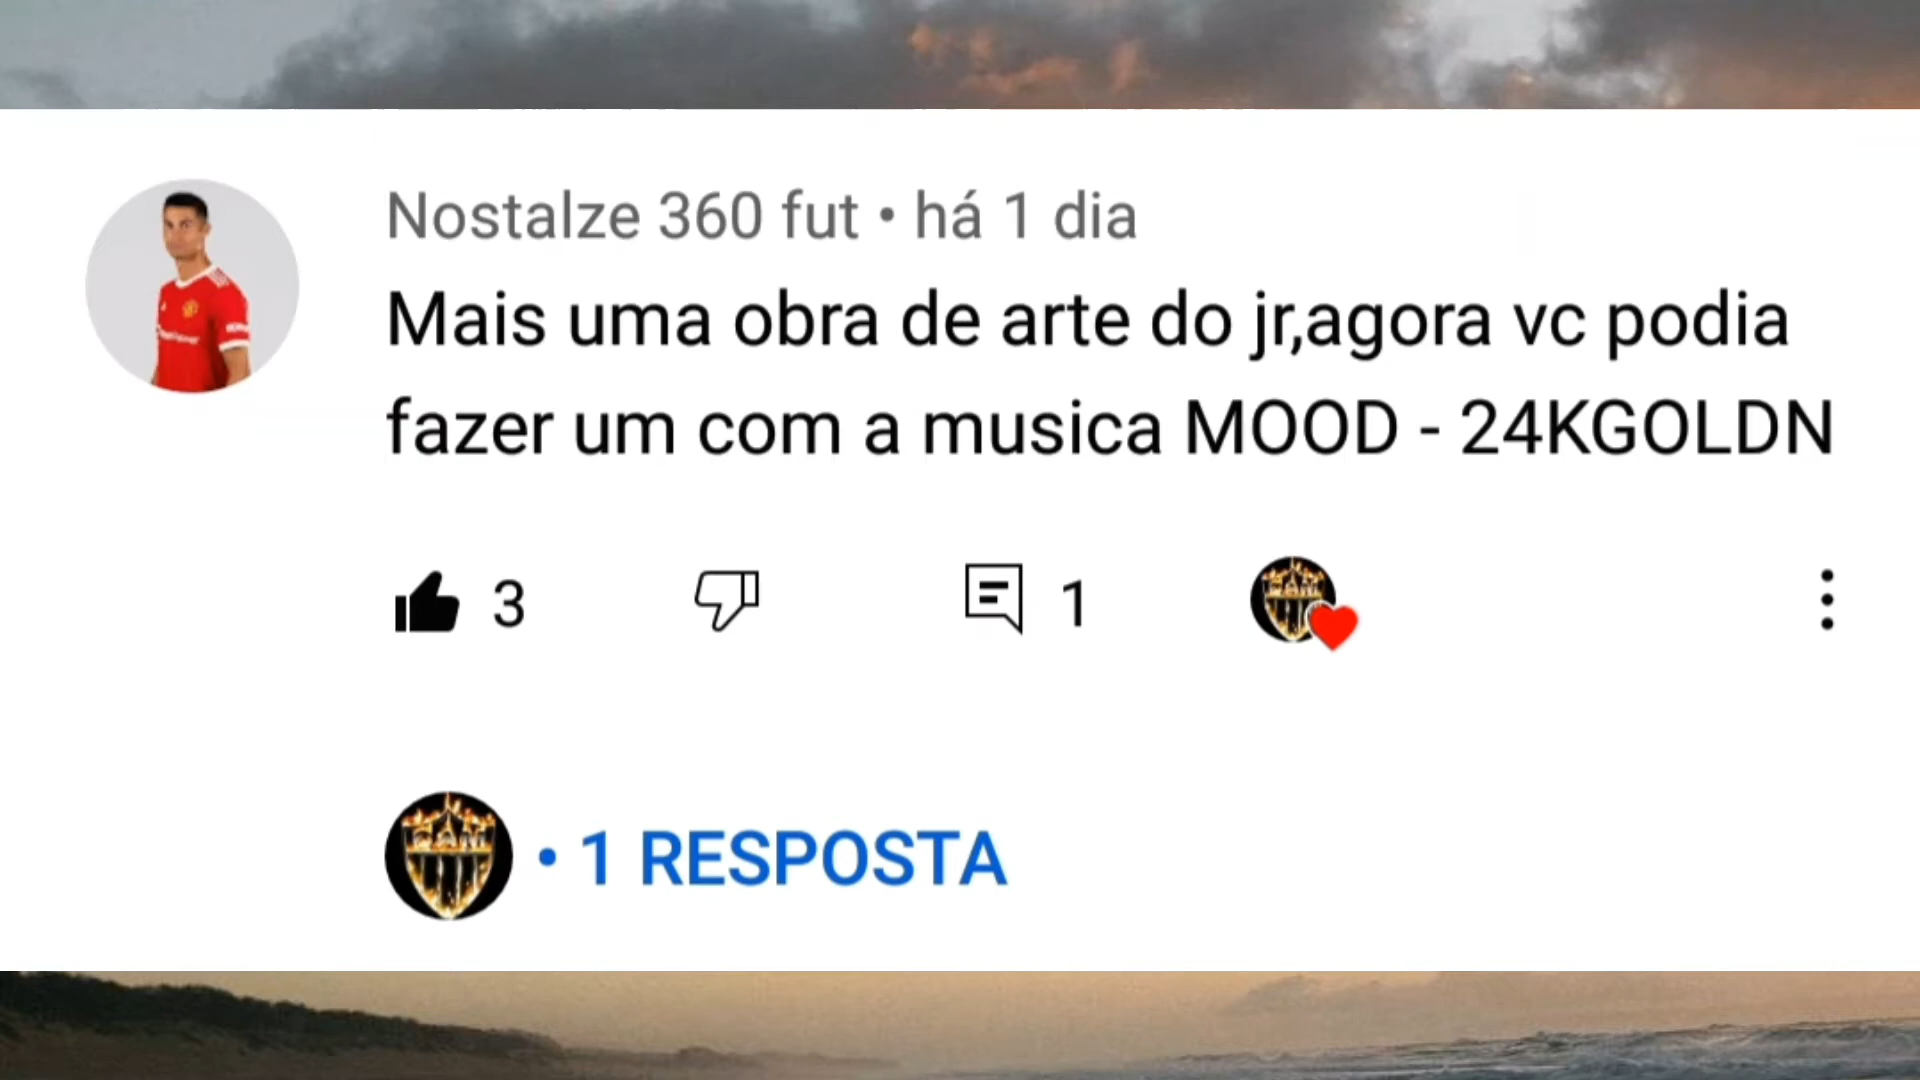 Nostalze 360 fut • há 1 dia
Mais uma obra de arte do jr,agora vc podia
fazer um com a musica MOOD - 24KGOLDN
3
1
CAM
• 1 RESPOSTA